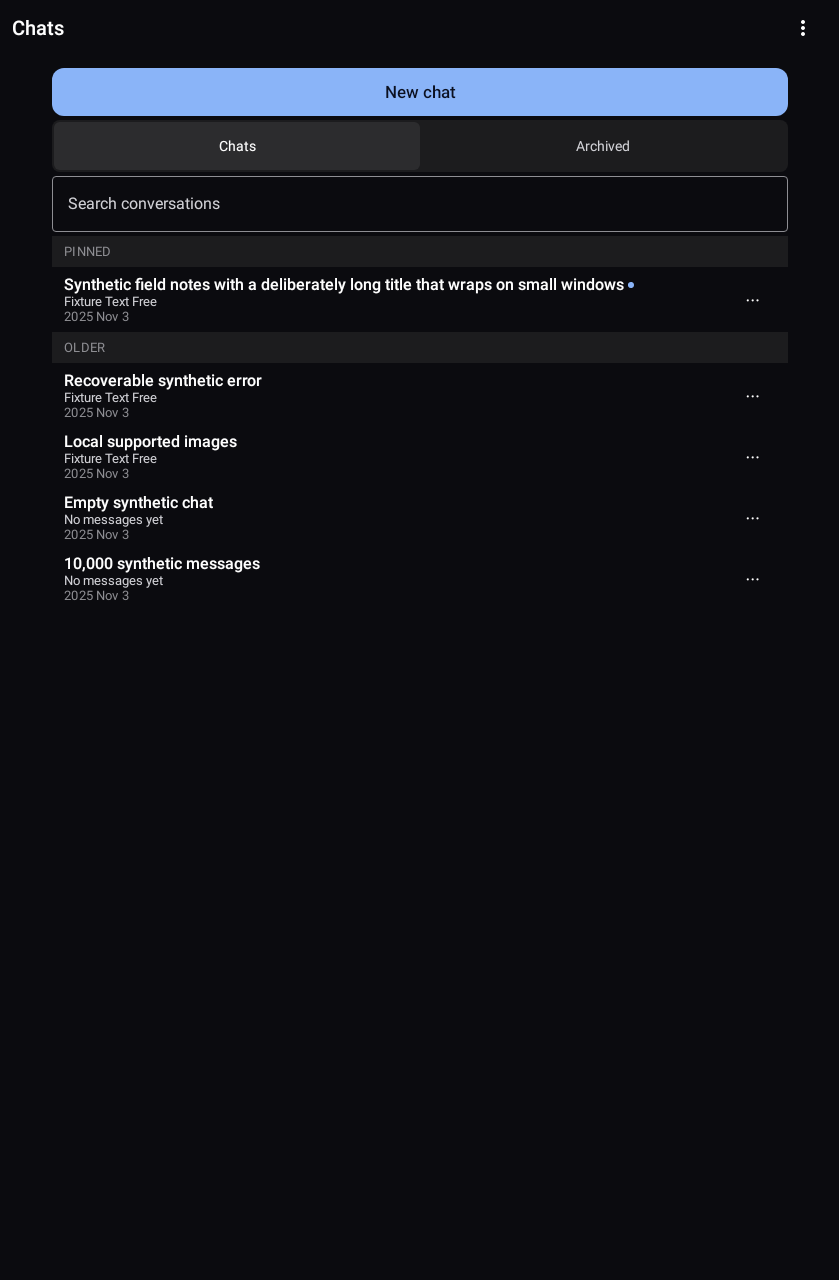 Chats
New chat
Chats
Archived
Search conversations
PINNED
Synthetic field notes with a deliberately long title that wraps on small windows
Fixture Text Free
2025 Nov 3
OLDER
Recoverable synthetic error
Fixture Text Free
2025 Nov 3
Local supported images
Fixture Text Free
2025 Nov 3
Empty synthetic chat
No messages yet
2025 Nov 3
10,000 synthetic messages
No messages yet
2025 Nov 3